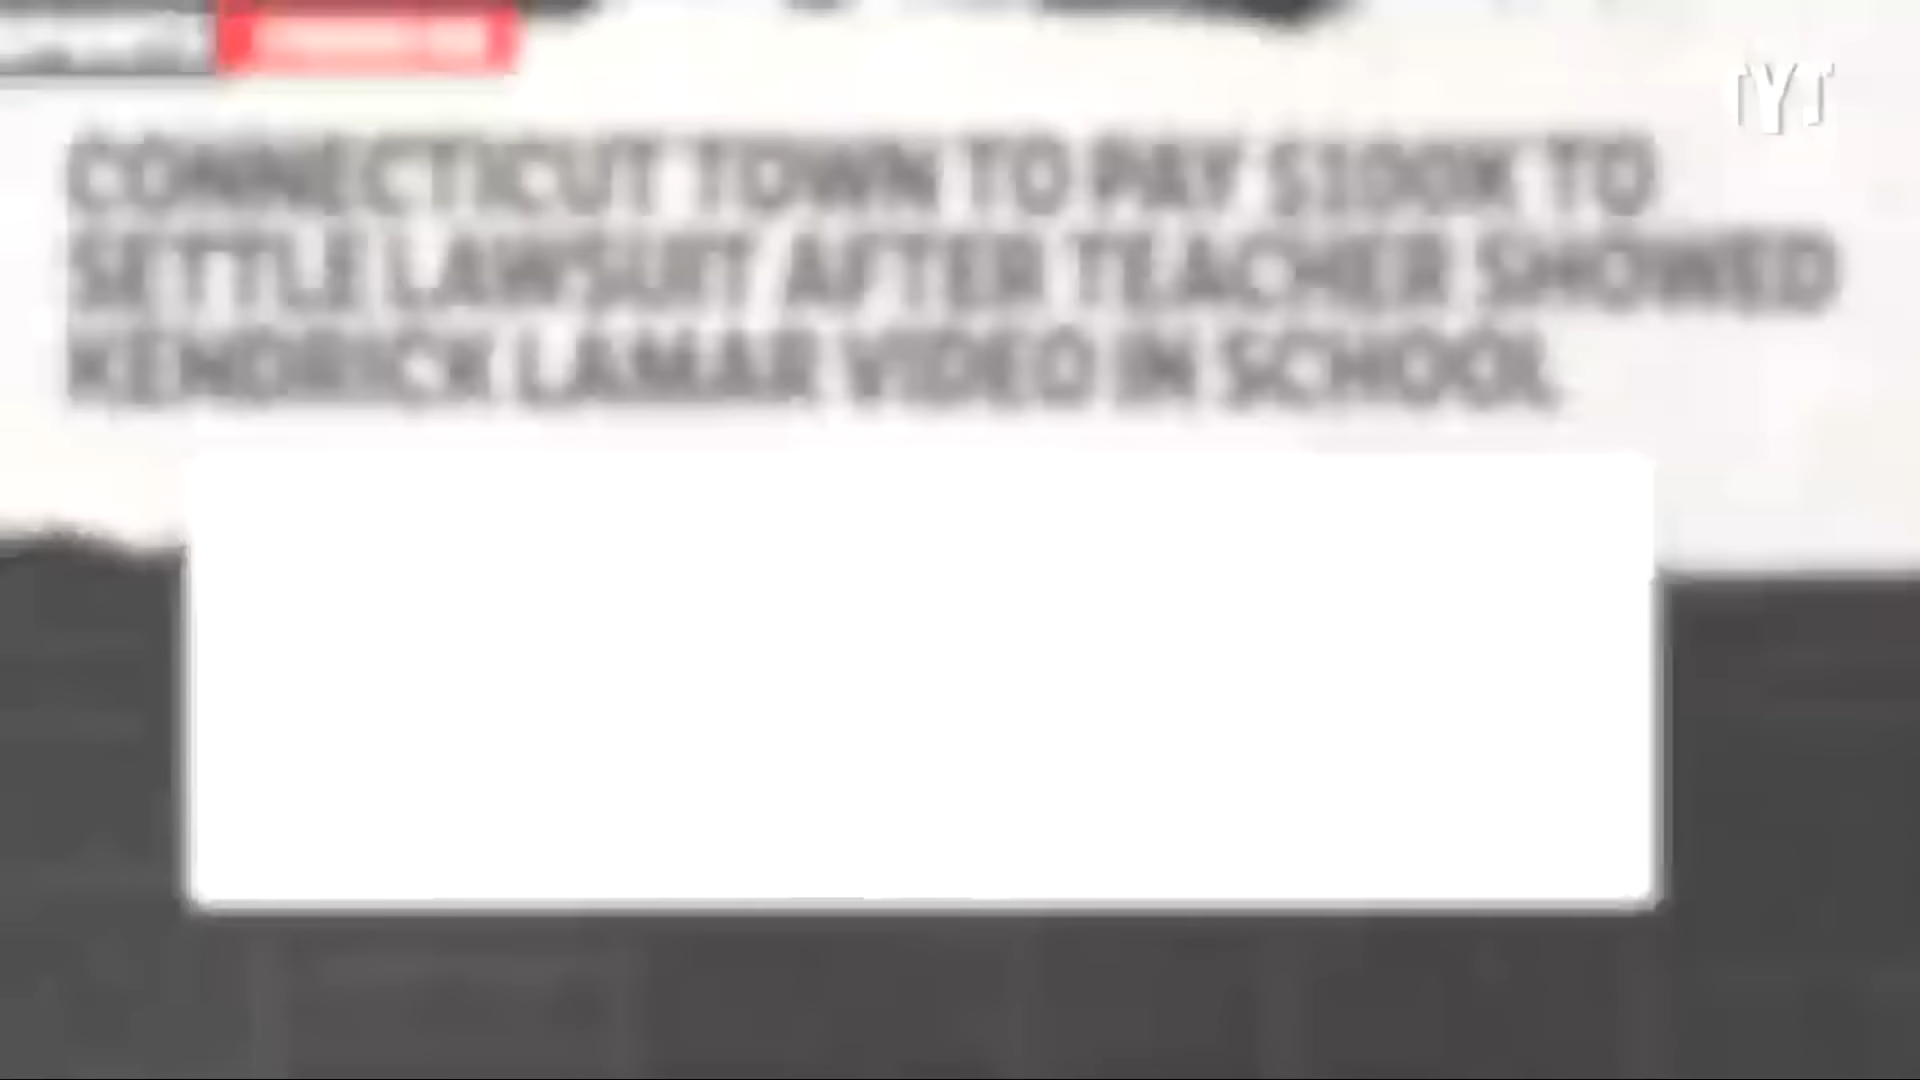 TYT
CONNECTICUT TOWN TO PAY $100K TO
SETTLE LAWSUIT AFTER TEACHER SHOWED
KENDRICK LAMAR VIDEO IN SCHOOL